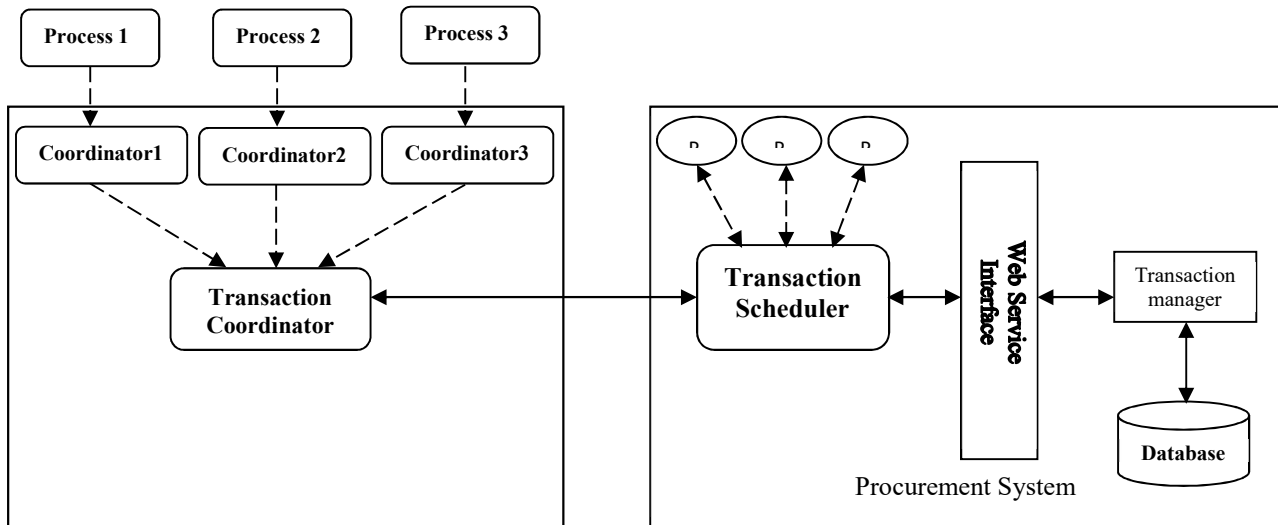 Process 1
Process 2
Process 3
Coordinator1
Coordinator2
Coordinator3
Transaction
Coordinator
Transaction
Scheduler
Web Service
Interface
Transaction
manager
Database
Procurement System